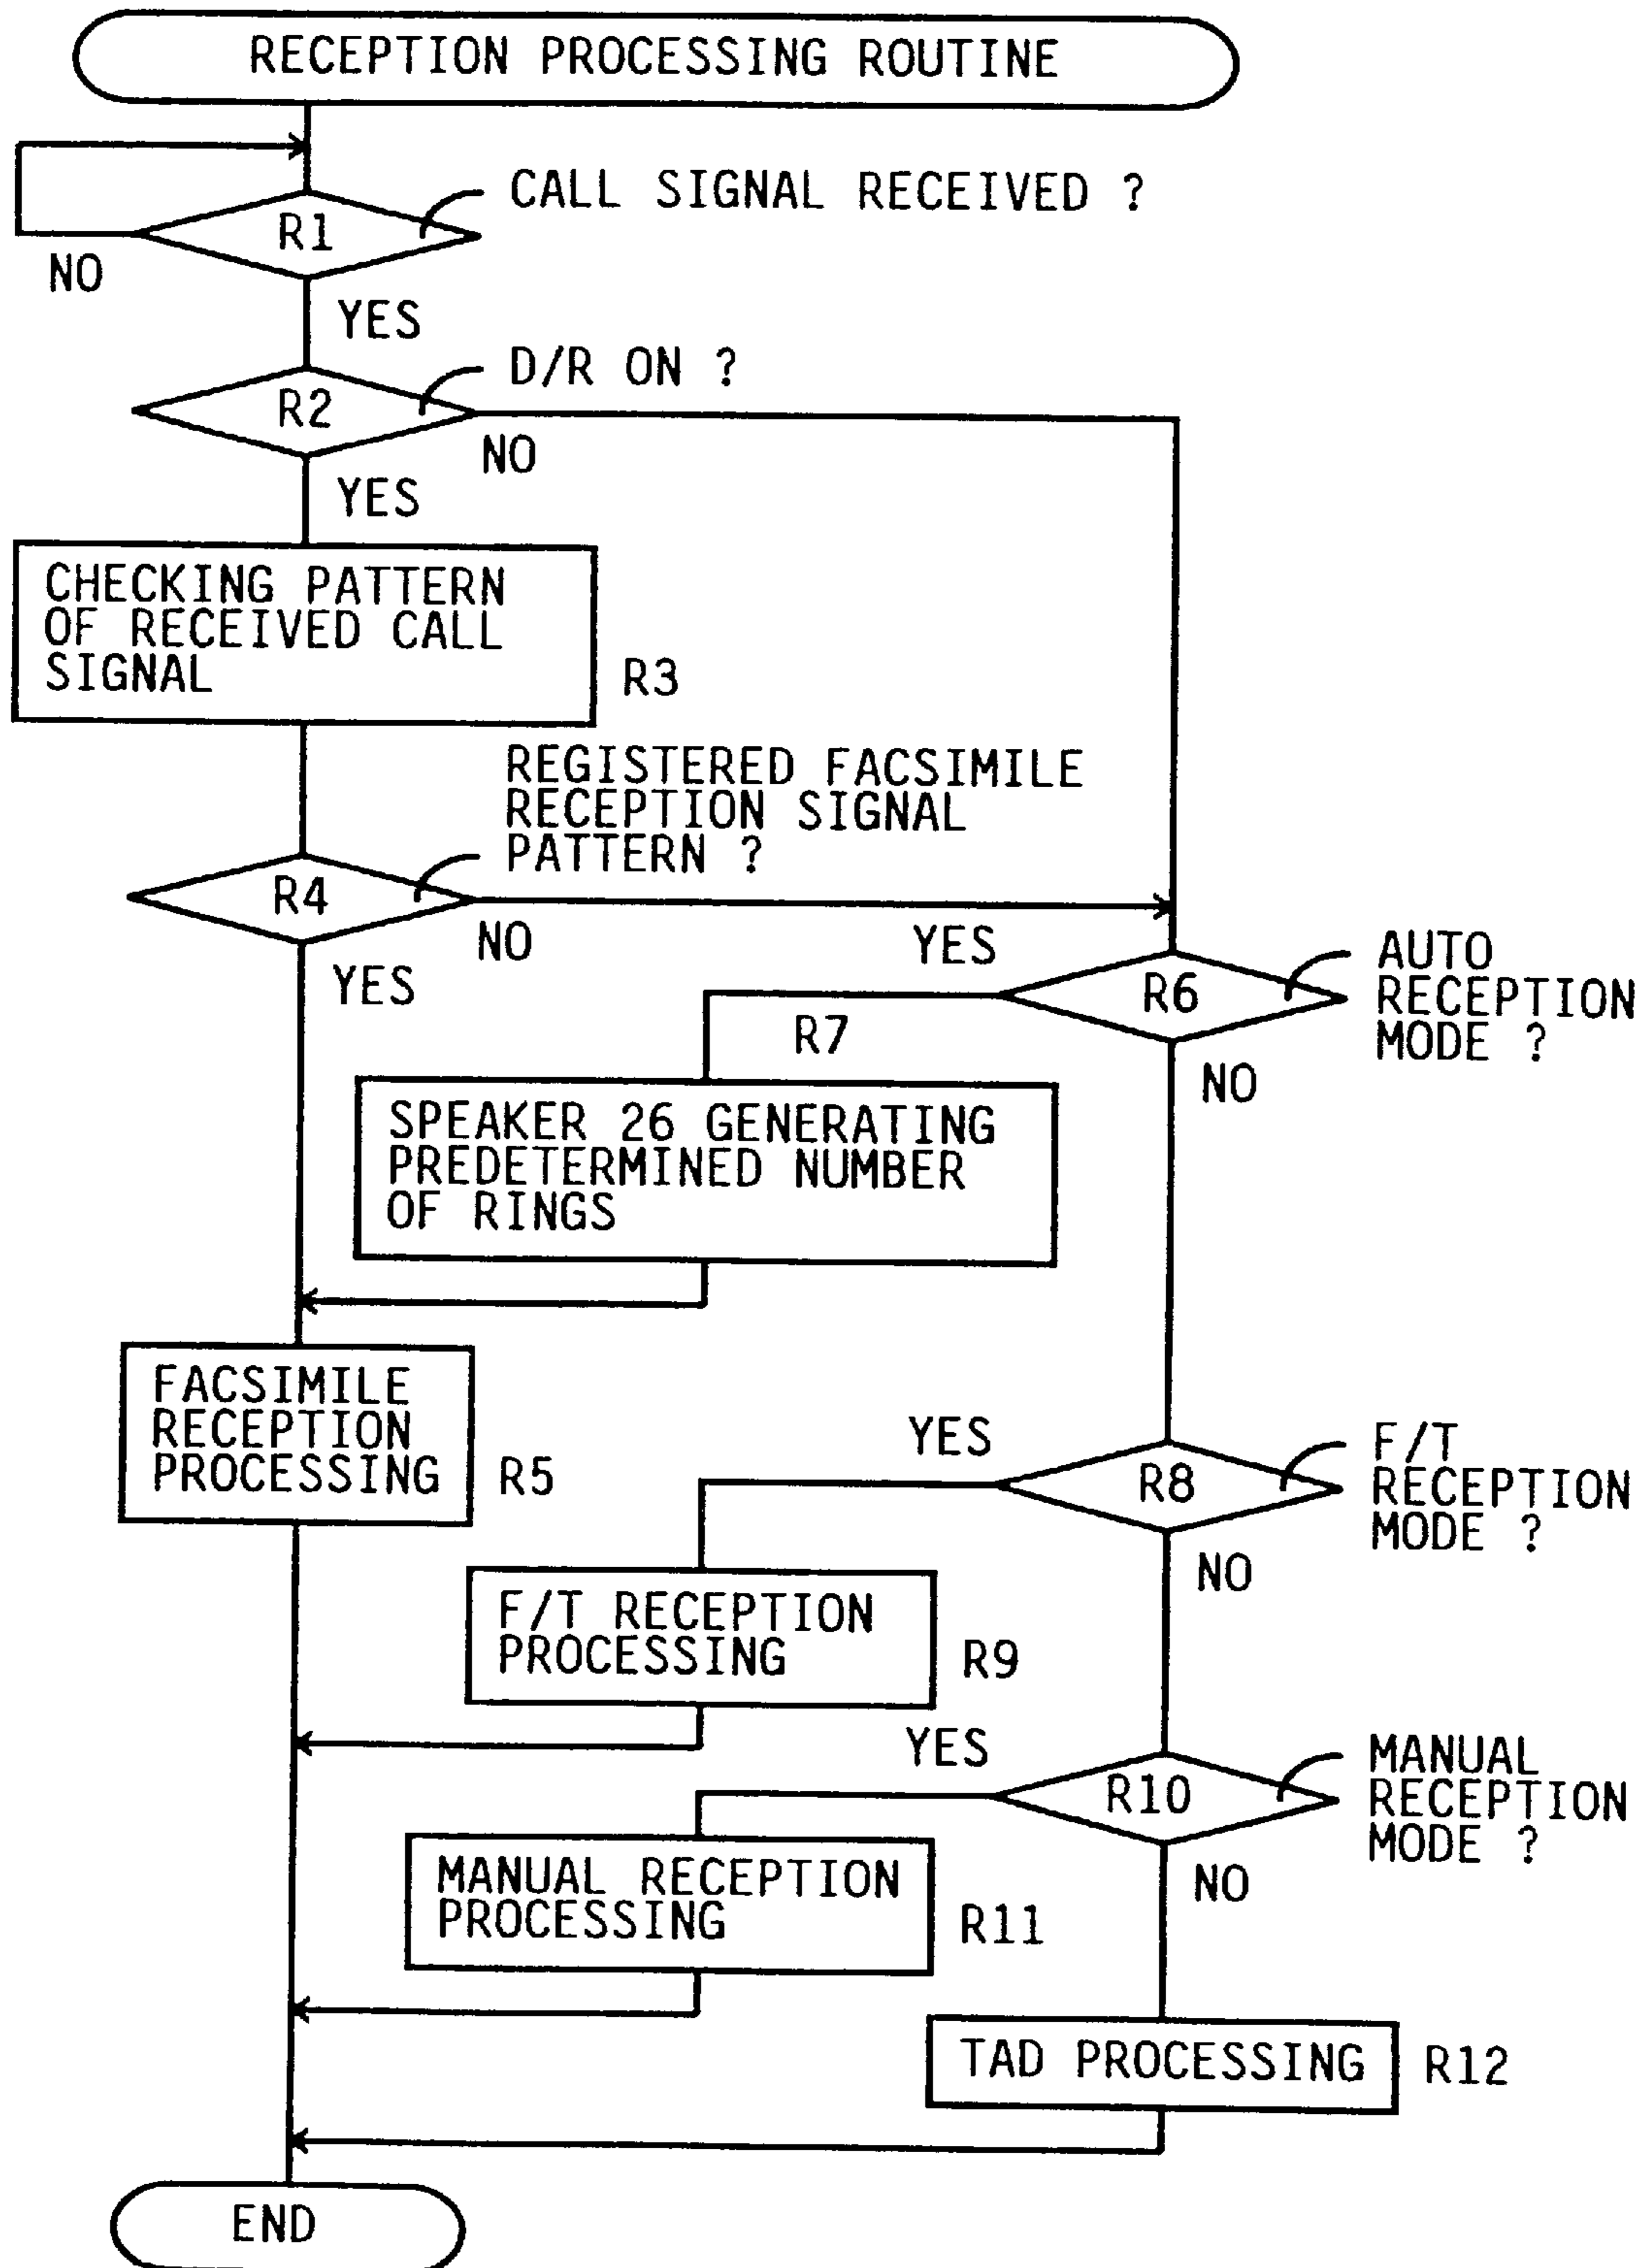 RECEPTION PROCESSING ROUTINE
CALL SIGNAL RECEIVED ?
R1
NO
YES
D/R ON ?
R2
NO
YES
CHECKING PATTERN
OF RECEIVED CALL
SIGNAL
R3
REGISTERED FACSIMILE
RECEPTION SIGNAL
PATTERN ?
R4
NO
YES
YES
R6
AUTO
RECEPTION
MODE ?
R7
NO
SPEAKER 26 GENERATING
PREDETERMINED NUMBER
OF RINGS
FACSIMILE
RECEPTION
PROCESSING
R5
YES
R8
F/T
RECEPTION
MODE ?
NO
F/T RECEPTION
PROCESSING
R9
YES
R10
MANUAL
RECEPTION
MODE ?
NO
MANUAL RECEPTION
PROCESSING
R11
TAD PROCESSING
R12
END